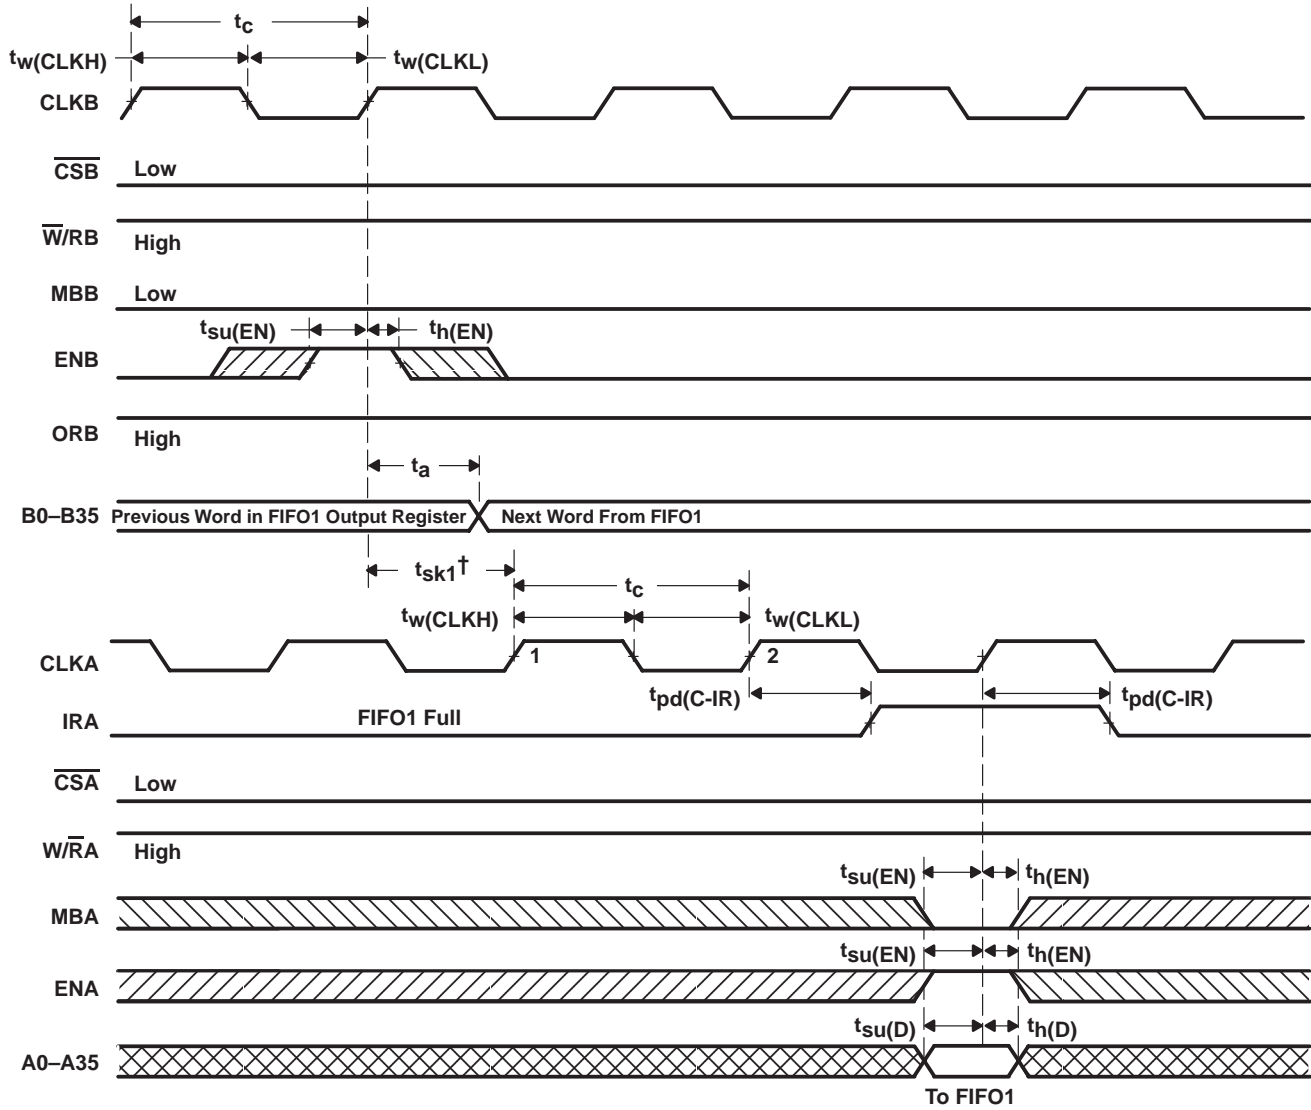 tc
tw(CLKH) tw(CLKL)
CLKB
CSB Low
W/RB High
MBB Low
tsu(EN) th(EN)
ENB
ORB High
ta
B0–B35 Previous Word in FIFO1 Output Register Next Word From FIFO1
tsk1†
tc
tw(CLKH) tw(CLKL)
CLKA 1 2
tpd(C-IR) tpd(C-IR)
IRA FIFO1 Full
CSA Low
W/RA High
tsu(EN) th(EN)
MBA
tsu(EN) th(EN)
ENA
tsu(D) th(D)
A0–A35
To FIFO1